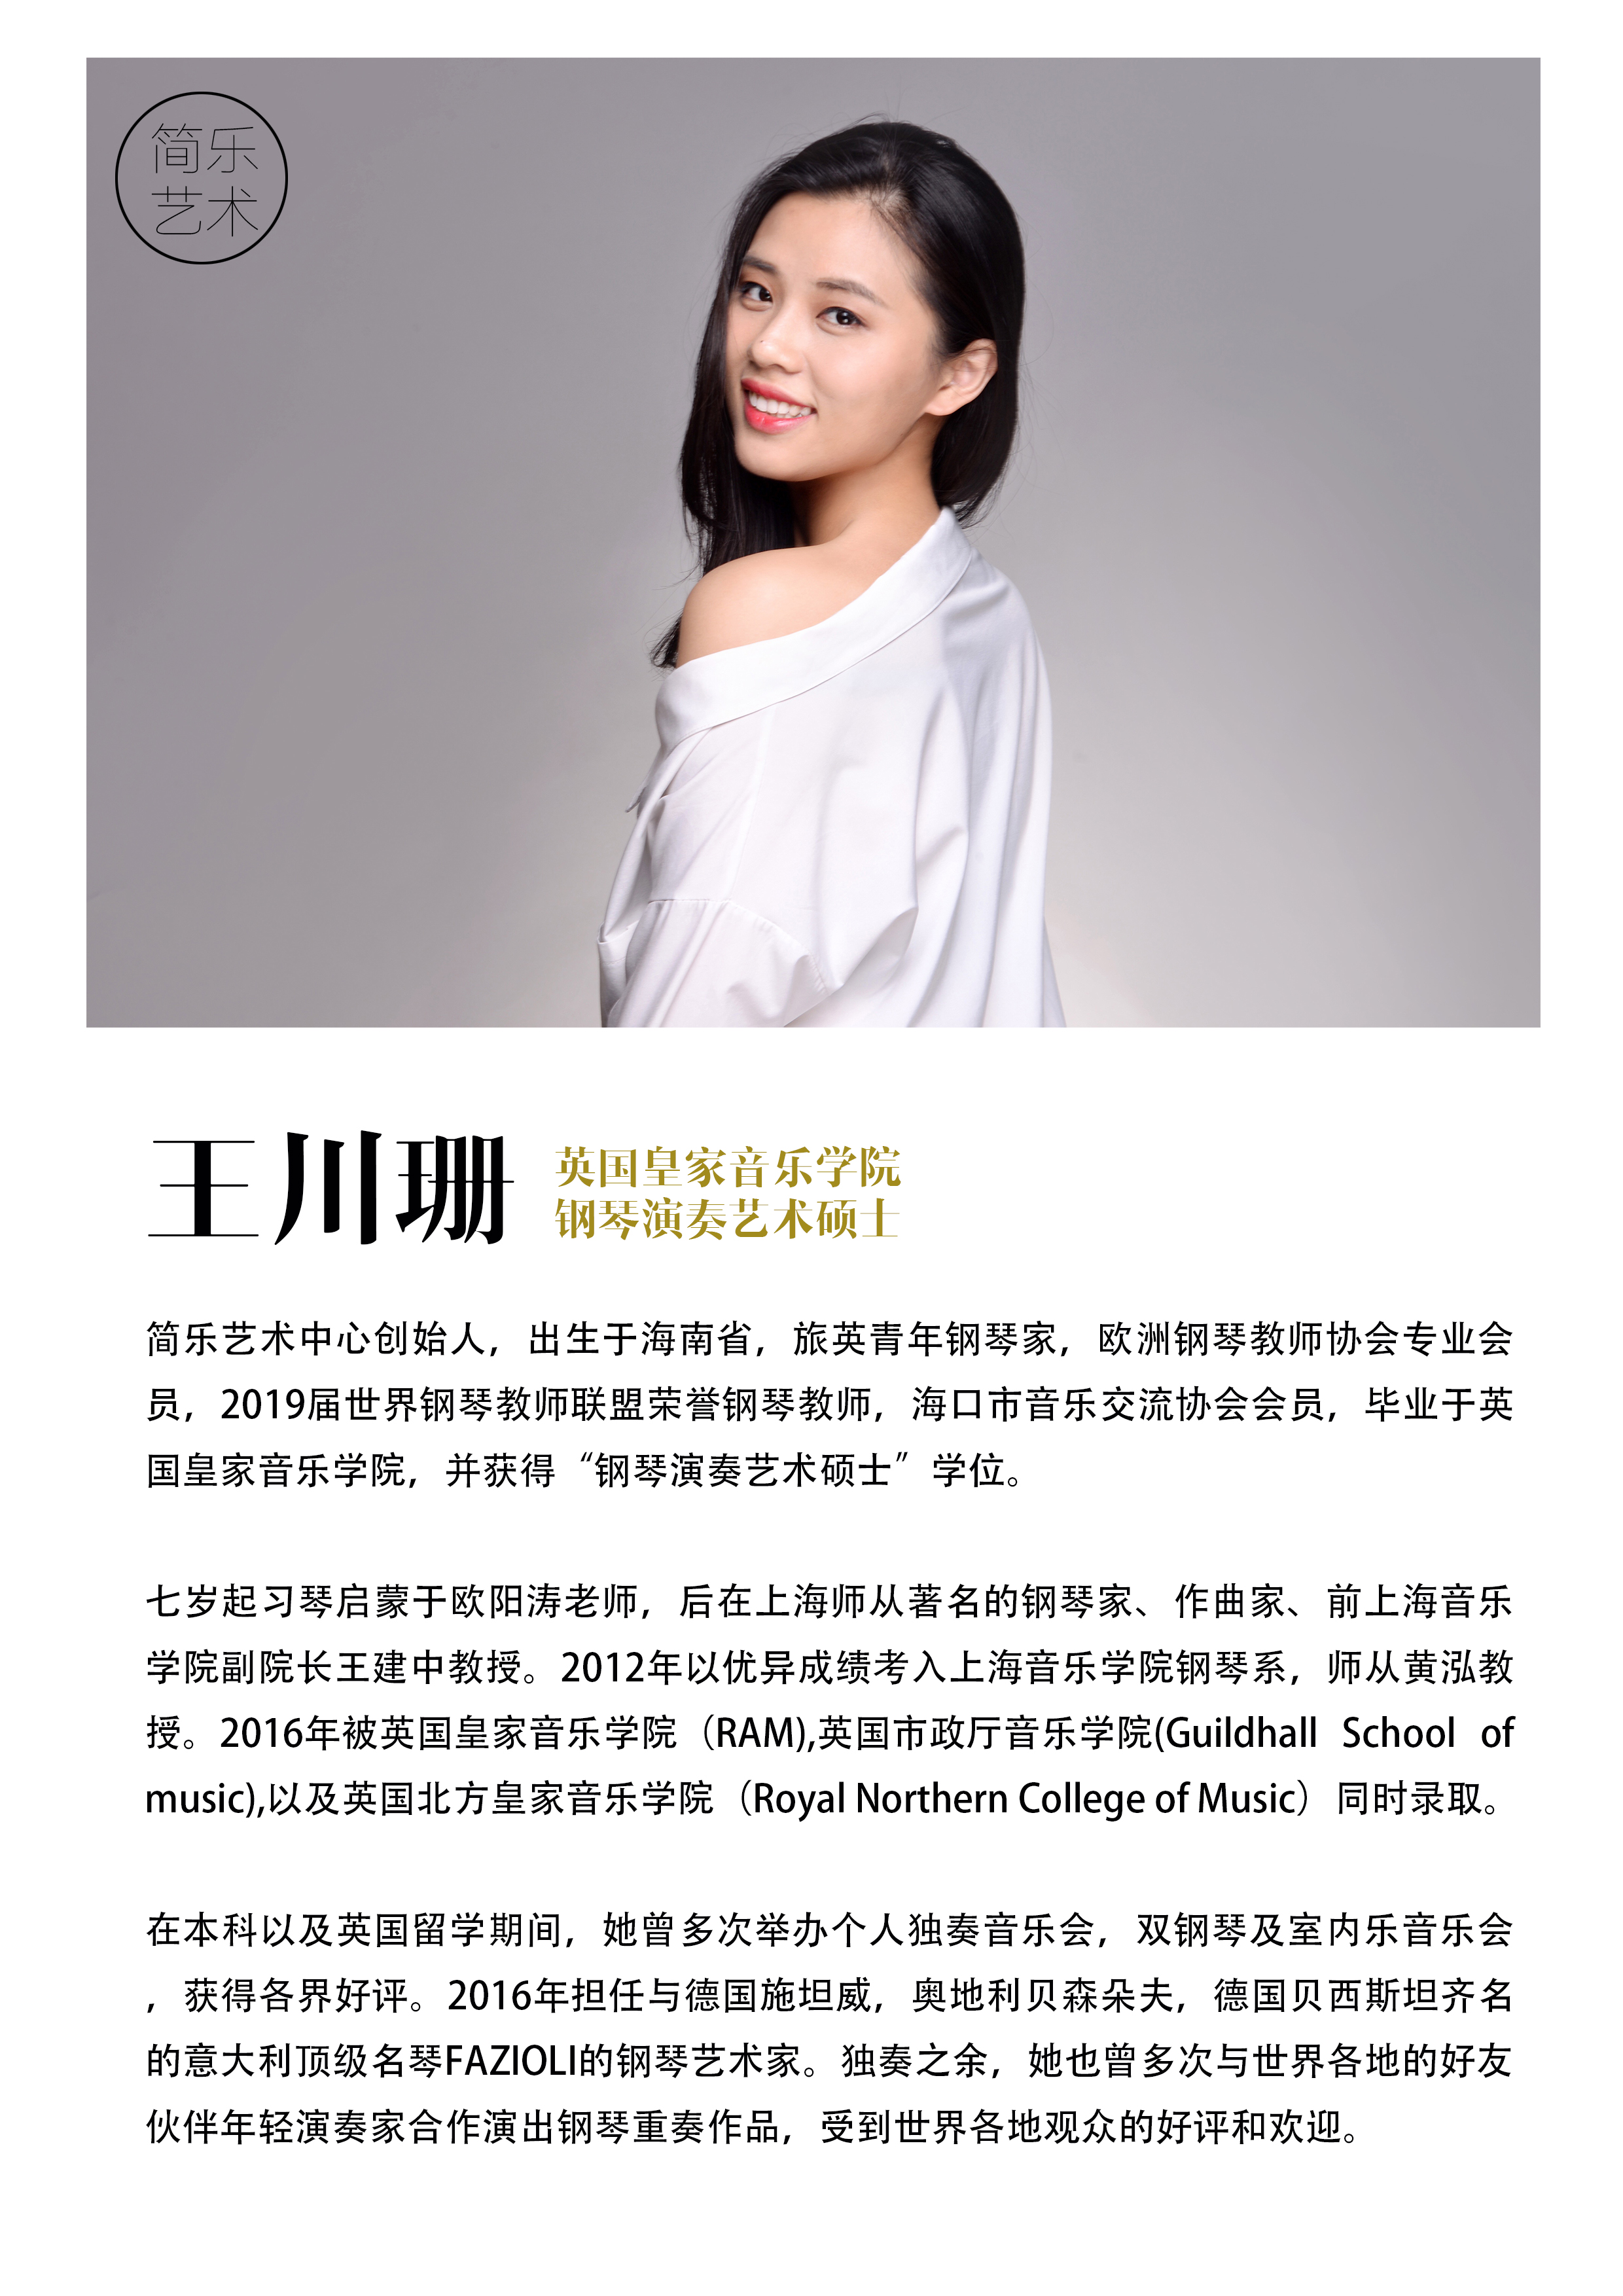 简乐
艺术
王川珊
英国皇家音乐学院
钢琴演奏艺术硕士
简乐艺术中心创始人，出生于海南省，旅英青年钢琴家，欧洲钢琴教师协会专业会
员，2019届世界钢琴教师联盟荣誉钢琴教师，海口市音乐交流协会会员，毕业于英
国皇家音乐学院，并获得“钢琴演奏艺术硕士”学位。
七岁起习琴启蒙于欧阳涛老师，后在上海师从著名的钢琴家、作曲家、前上海音乐
学院副院长王建中教授。2012年以优异成绩考入上海音乐学院钢琴系，师从黄泓教
授。2016年被英国皇家音乐学院（RAM),英国市政厅音乐学院(Guildhall School of
music),以及英国北方皇家音乐学院（Royal Northern College of Music）同时录取。
在本科以及英国留学期间，她曾多次举办个人独奏音乐会，双钢琴及室内乐音乐会
，获得各界好评。2016年担任与德国施坦威，奥地利贝森朵夫，德国贝西斯坦齐名
的意大利顶级名琴FAZIOLI的钢琴艺术家。独奏之余，她也曾多次与世界各地的好友
伙伴年轻演奏家合作演出钢琴重奏作品，受到世界各地观众的好评和欢迎。